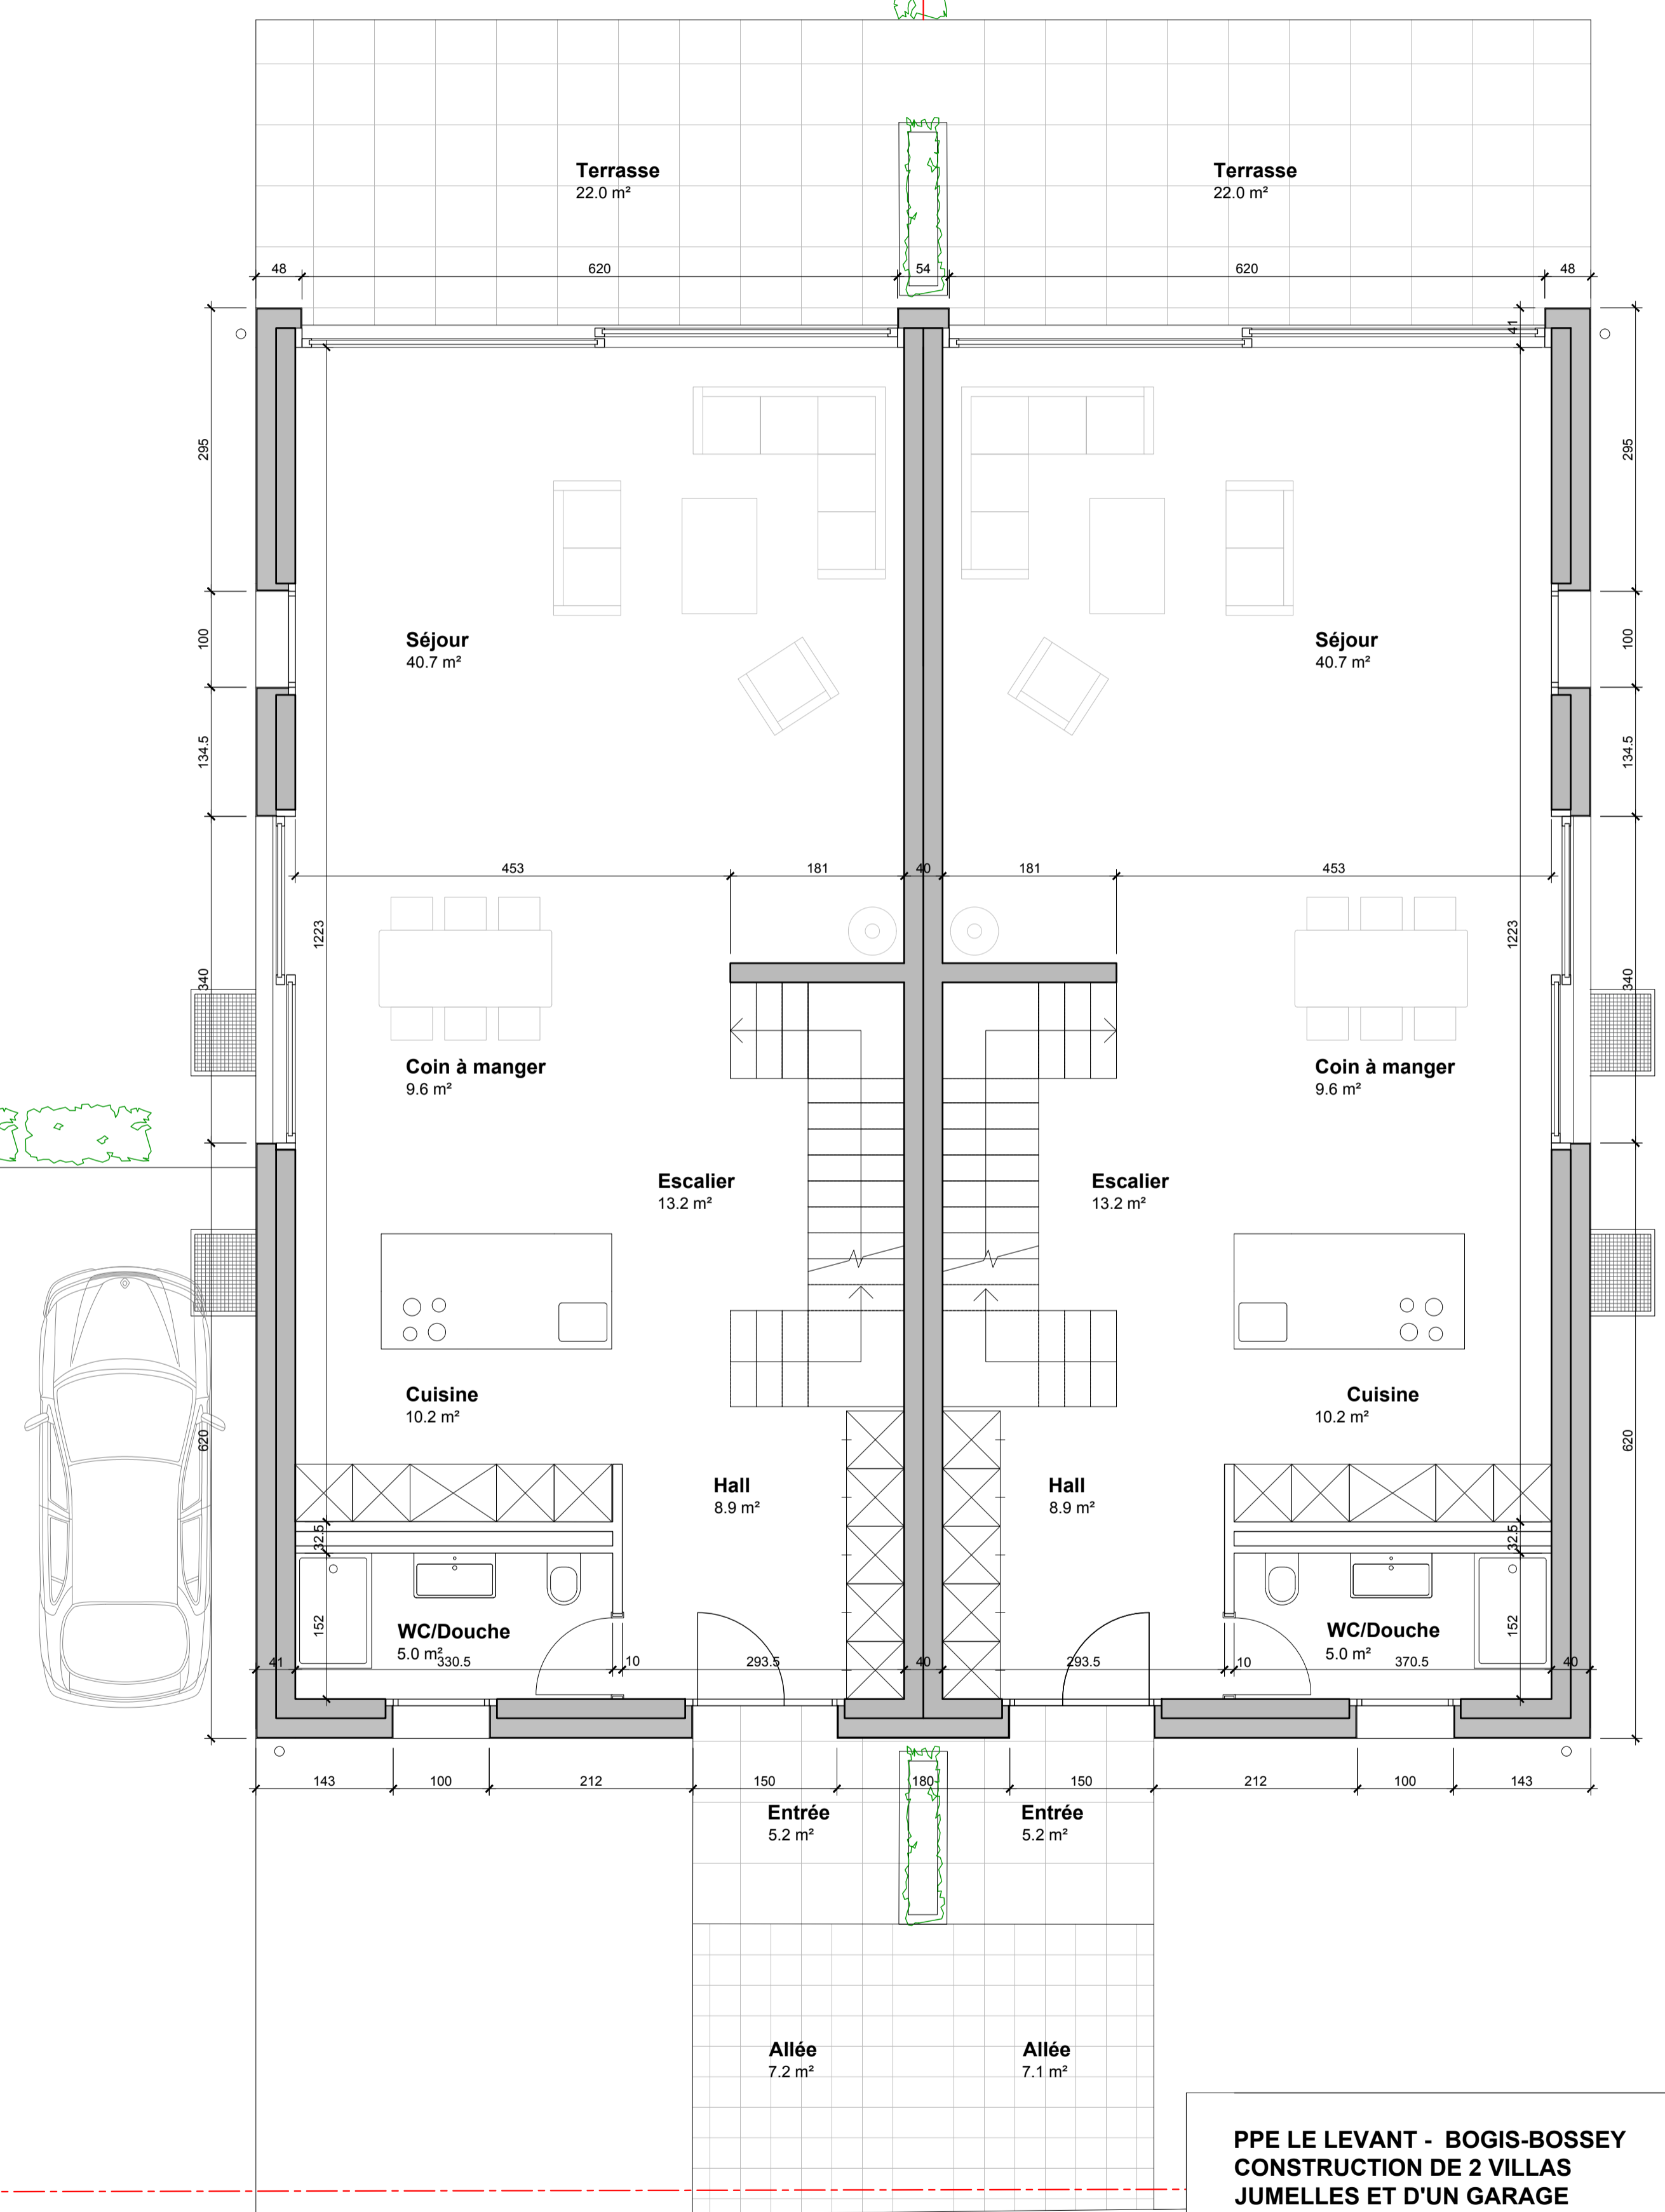 Terrasse
22.0 m²
Terrasse
22.0 m²
48
620
54
620
48
41
295
295
Séjour
40.7 m²
Séjour
40.7 m²
100
100
134.5
134.5
453
181
40
181
453
1223
1223
340
340
Coin à manger
9.6 m²
Coin à manger
9.6 m²
Escalier
13.2 m²
Escalier
13.2 m²
Cuisine
10.2 m²
Cuisine
10.2 m²
620
620
Hall
8.9 m²
Hall
8.9 m²
32.5
32.5
152
152
WC/Douche
5.0 m²
WC/Douche
5.0 m²
41
330.5
10
293.5
40
293.5
10
370.5
40
143
100
212
150
180
150
212
100
143
Entrée
5.2 m²
Entrée
5.2 m²
Allée
7.2 m²
Allée
7.1 m²
PPE LE LEVANT - BOGIS-BOSSEY
CONSTRUCTION DE 2 VILLAS
JUMELLES ET D'UN GARAGE